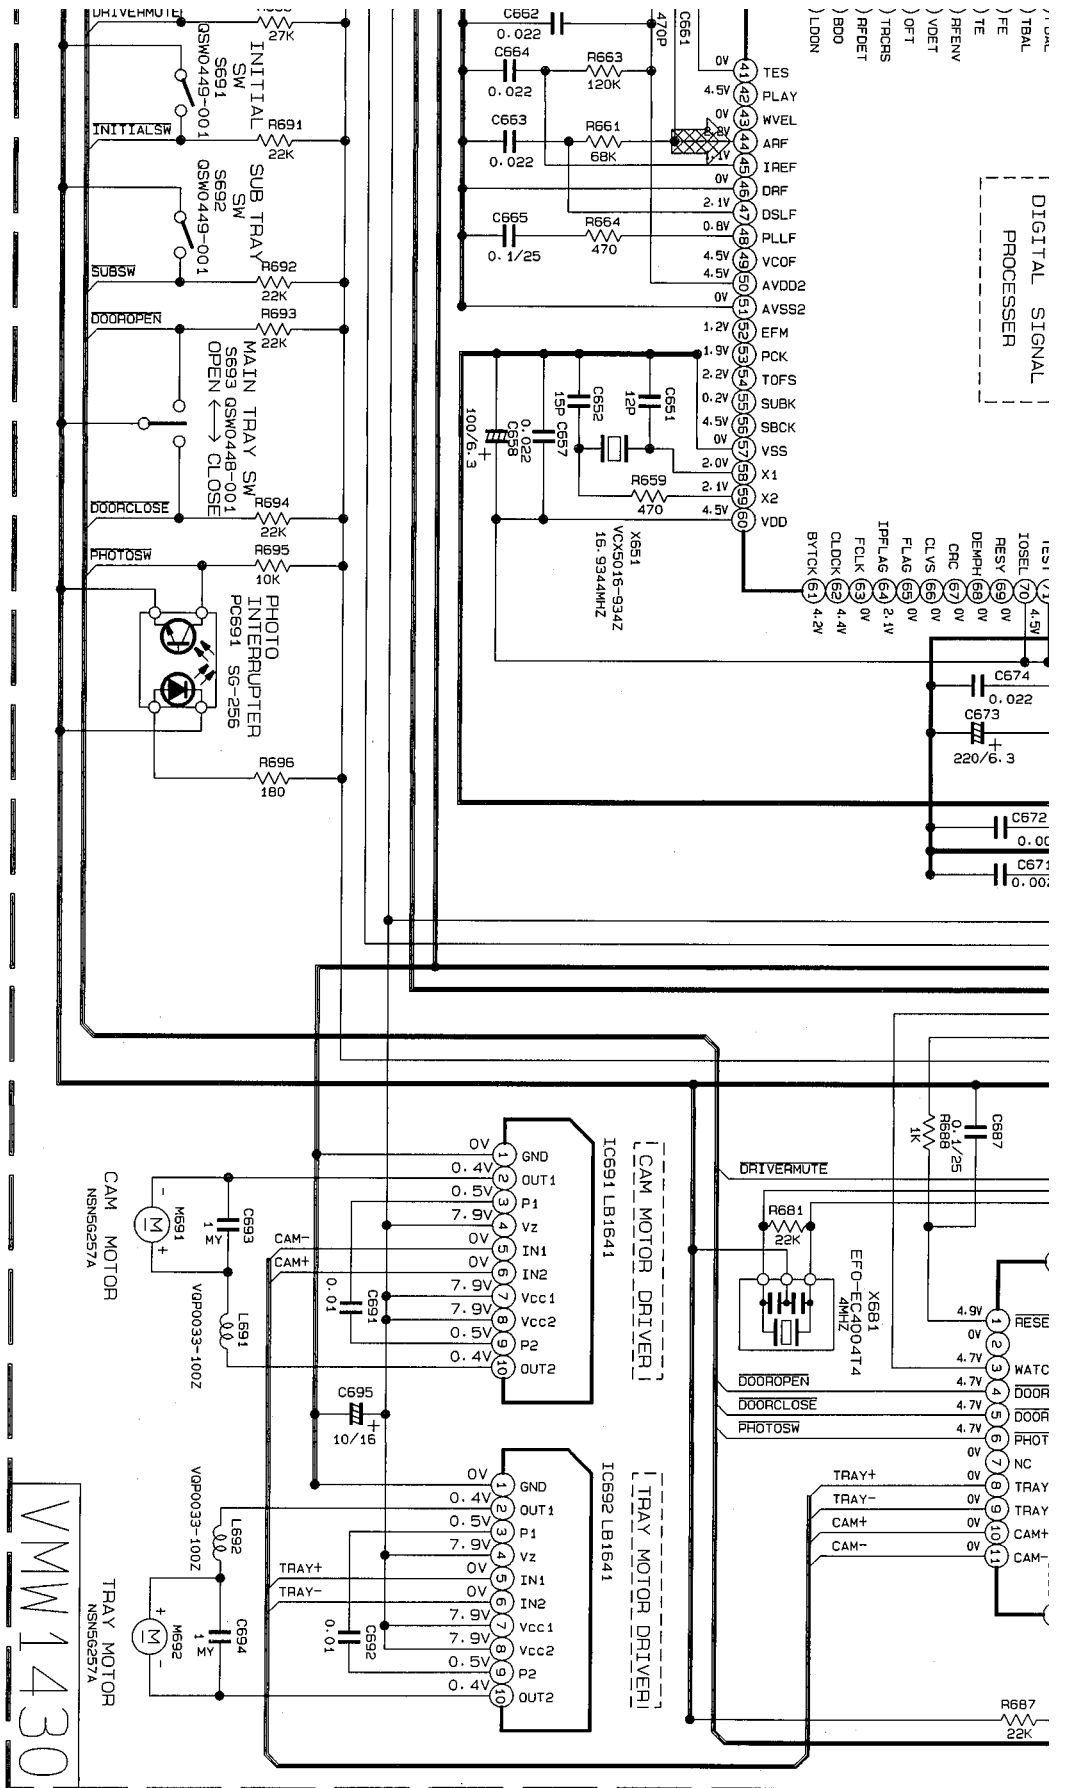 DRIVERMUTE
27K
INITIAL
SW
S691
QSW0449-001
INITIALSW
R691
22K
SUB TRAY
SW
S692
QSW0449-001
SUBSW
R692
22K
DOOROPEN
R693
22K
MAIN TRAY SW
S693 QSW0448-001
OPEN ⟷ CLOSE
DOORCLOSE
R694
22K
PHOTOSW
R695
10K
PHOTO
INTERRUPTER
PC691 SG-256
R696
180
C662
0.022
470P
C661
C664
0.022
R663
120K
C663
0.022
R661
68K
C665
0.1/25
R664
470
0V 41 TES
4.5V 42 PLAY
0V 43 WVEL
44 ARF
45 IREF
0V 46 DRF
2.1V 47 DSLF
0.8V 48 PLLF
4.5V 49 VCOF
4.5V 50 AVDD2
0V 51 AVSS2
1.2V 52 EFM
1.9V 53 PCK
2.2V 54 TOFS
0.2V 55 SUBK
4.5V 56 SBCK
0V 57 VSS
2.0V 58 X1
2.1V 59 X2
4.5V 60 VDD
) LDON
) BDO
) RFDET
) TRCRS
) OFT
) VDET
) RFENV
) TE
) FE
) TBAL
DIGITAL SIGNAL
PROCESSER
100/6.3
+
C658
0.022
C657
15P
C652
12P
C651
R659
470
X651
VCX5016-934Z
16.9344MHZ
BYTCK 61 4.2V
CLDCK 62 4.4V
FCLK 63 0V
IPFLAG 64 2.1V
FLAG 65 0V
CLVS 66 0V
CRC 67 0V
DEMPH 68 0V
RESY 69 0V
IOSEL 70 4.5V
C674
0.022
C673
+
220/6.3
C672
C671
C687
0.1/25
R688
1K
DRIVERMUTE
R681
22K
X681
EFO-EC4004T4
4MHZ
DOOROPEN
DOORCLOSE
PHOTOSW
4.9V 1 RESE
0V 2
4.7V 3 WATC
4.7V 4 DOOR
4.7V 5 DOOR
4.7V 6 PHOT
0V 7 NC
TRAY+ 0V 8 TRAY
TRAY- 0V 9 TRAY
CAM+ 0V 10 CAM+
CAM- 0V 11 CAM-
R687
22K
CAM MOTOR DRIVER
IC691 LB1641
0V 1 GND
0.4V 2 OUT1
0.5V 3 P1
7.9V 4 Vz
0V 5 IN1
0V 6 IN2
7.9V 7 Vcc1
7.9V 8 Vcc2
0.5V 9 P2
0.4V 10 OUT2
CAM-
CAM+
C691
0.01
C693
1
MY
- M +
M691
CAM MOTOR
NSN5G257A
L691
VQP0033-100Z
C695
+
10/16
TRAY MOTOR DRIVER
IC692 LB1641
0V 1 GND
0.4V 2 OUT1
0.5V 3 P1
7.9V 4 Vz
0V 5 IN1
0V 6 IN2
7.9V 7 Vcc1
7.9V 8 Vcc2
0.5V 9 P2
0.4V 10 OUT2
TRAY+
TRAY-
C692
0.01
L692
VQP0033-100Z
C694
1
MY
+ M -
M692
TRAY MOTOR
NSN5G257A
VMW1430